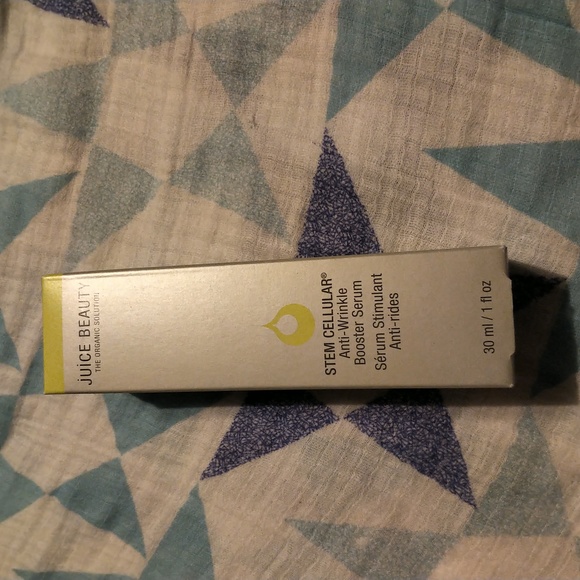 JUICE BEAUTY
THE ORGANIC SOLUTION
STEM CELLULAR®
Anti-Wrinkle
Booster Serum
Sérum Stimulant
Anti-rides
30 ml / 1 fl oz